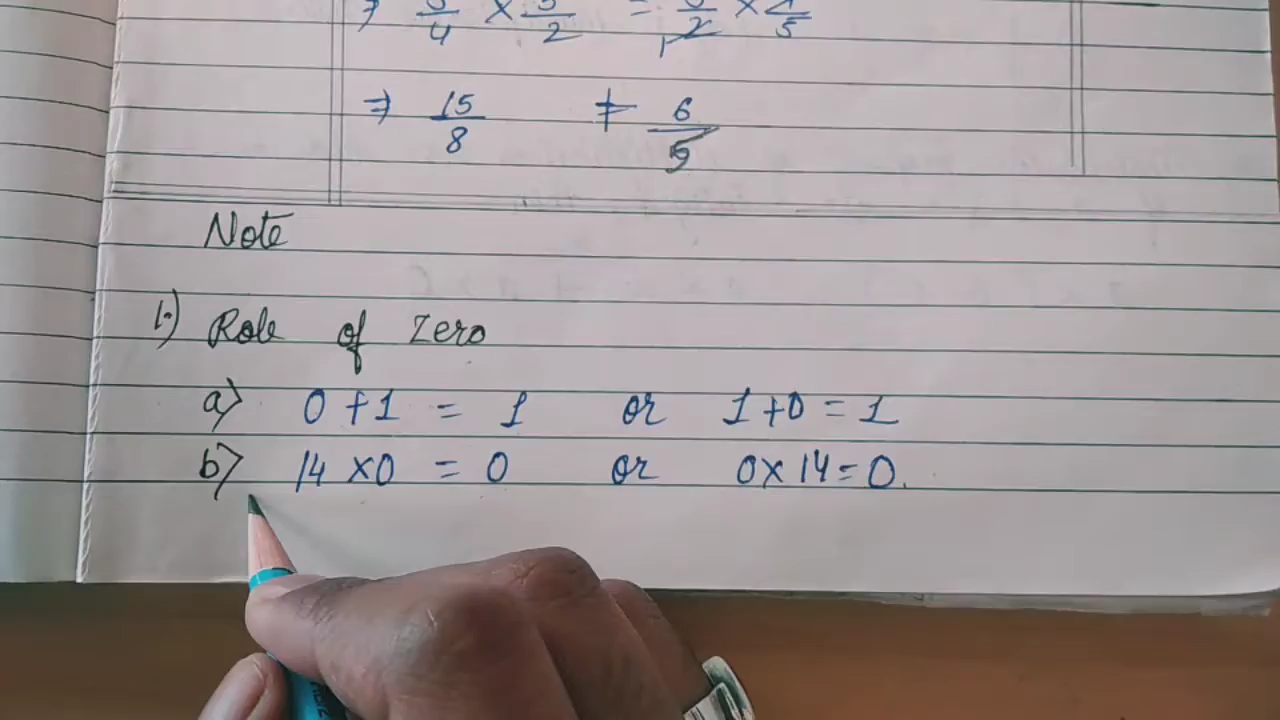 ⇒ 15/8 ≠ 6/5
Note
1.) Role of Zero
a) 0 + 1 = 1 or 1 + 0 = 1
b) 14 × 0 = 0 or 0 × 14 = 0.